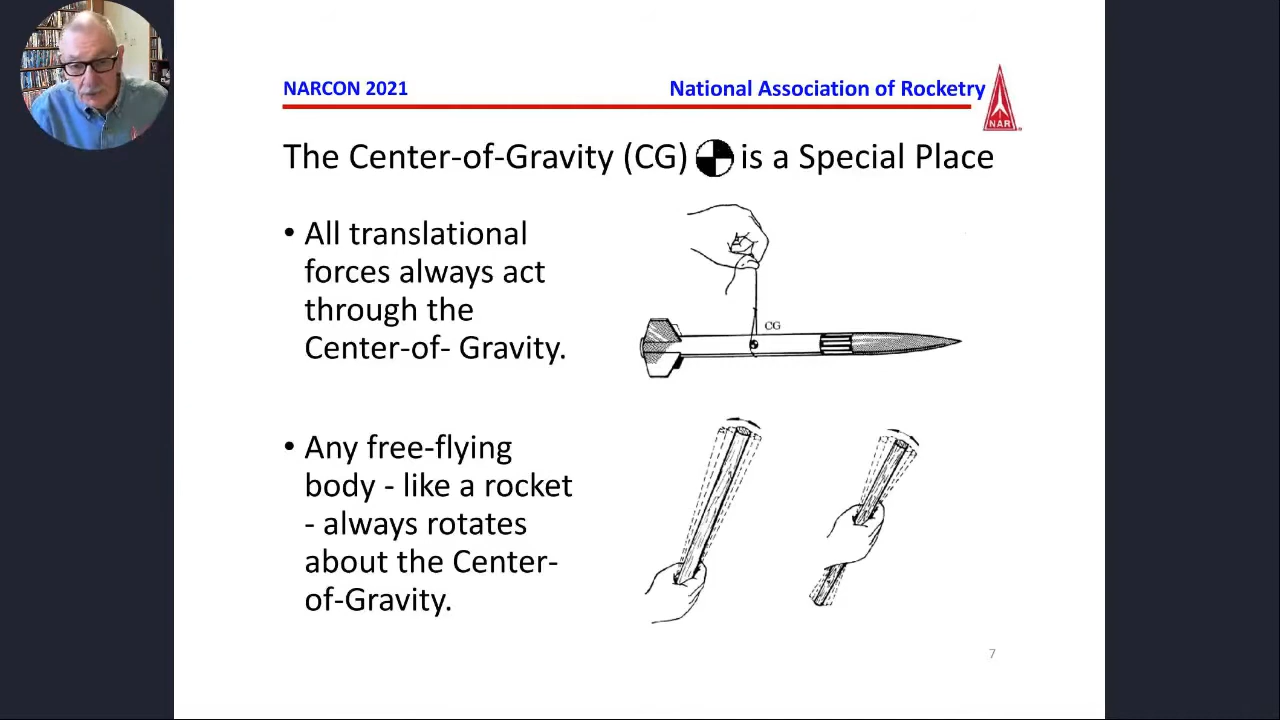 NARCON 2021
National Association of Rocketry
NAR
The Center-of-Gravity (CG) is a Special Place
• All translational
forces always act
through the
Center-of- Gravity.
CG
• Any free-flying
body - like a rocket
- always rotates
about the Center-
of-Gravity.
7